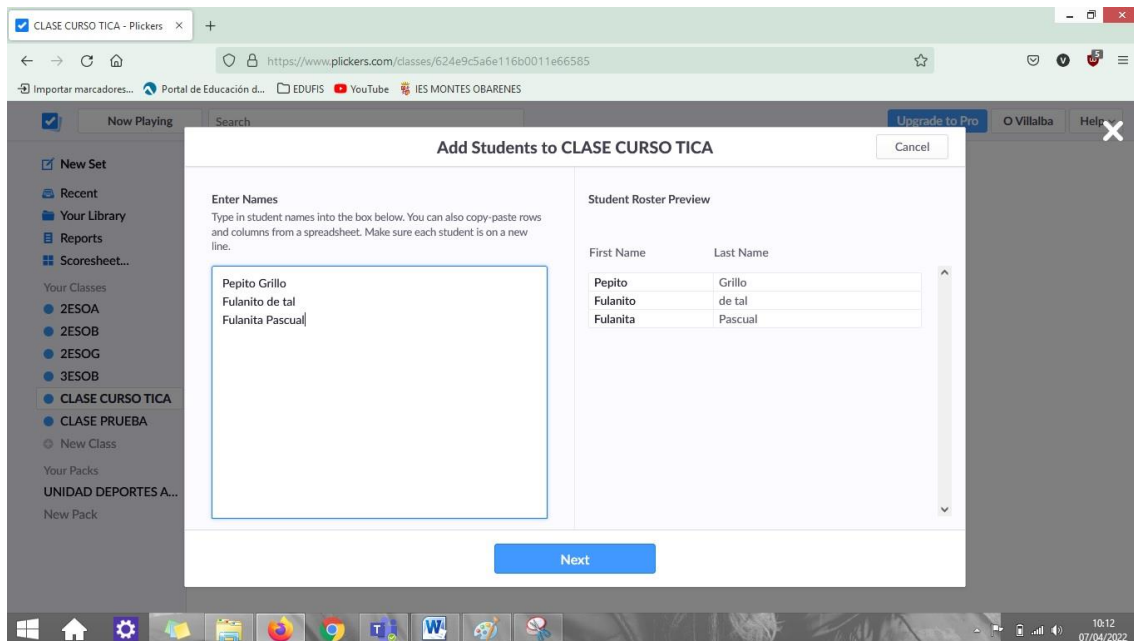 CLASE CURSO TICA - Plickers
https://www.plickers.com/classes/624e9c5a6e116b0011e66585
5
Importar marcadores... Portal de Educación d... EDUFIS YouTube IES MONTES OBARENES
Now Playing Search Upgrade to Pro O Villalba Help
Add Students to CLASE CURSO TICA Cancel
New Set
Recent
Your Library
Reports
Scoresheet...
Your Classes
2ESOA
2ESOB
2ESOG
3ESOB
CLASE CURSO TICA
CLASE PRUEBA
New Class
Your Packs
UNIDAD DEPORTES A...
New Pack
Enter Names
Type in student names into the box below. You can also copy-paste rows
and columns from a spreadsheet. Make sure each student is on a new
line.
Pepito Grillo
Fulanito de tal
Fulanita Pascual
Student Roster Preview
First Name Last Name
Pepito Grillo
Fulanito de tal
Fulanita Pascual
Next
10:12
07/04/2022